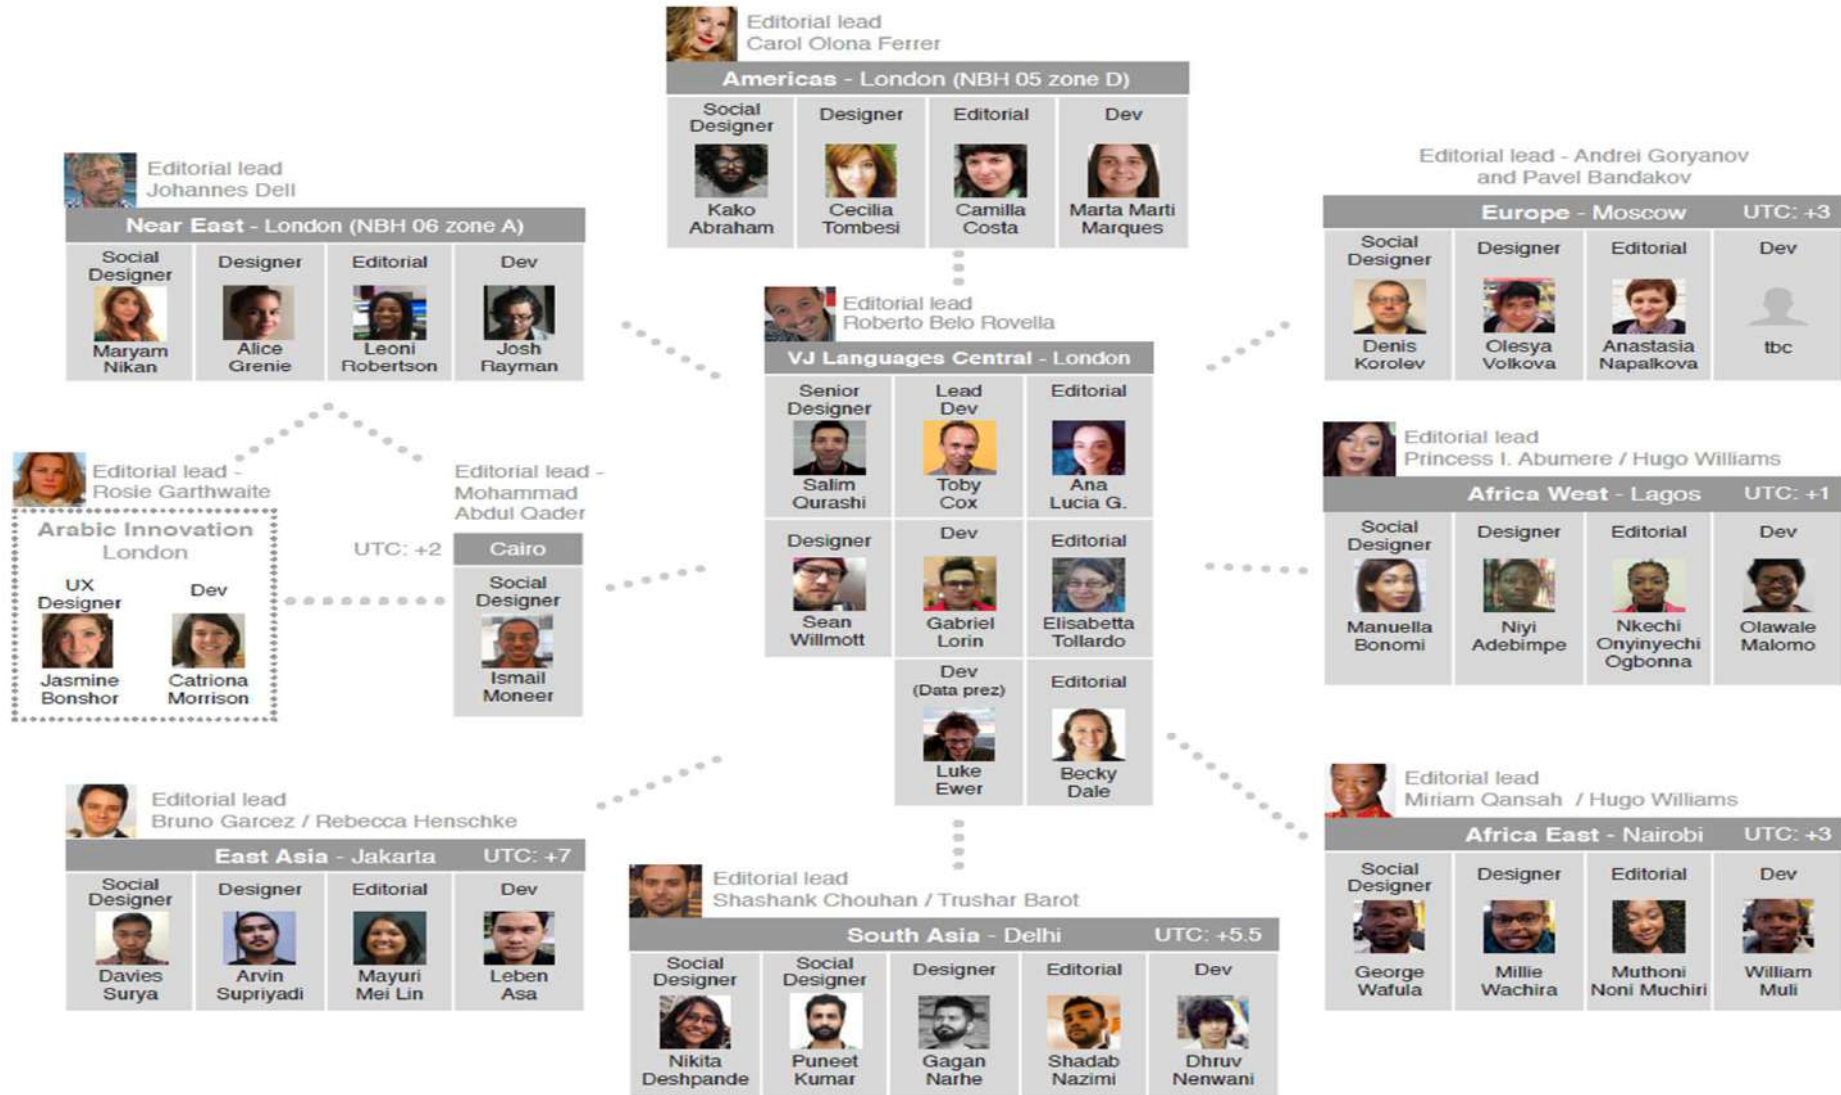 Editorial lead
Carol Olona Ferrer
Americas - London (NBH 05 zone D)
Social
Designer
Designer
Editorial
Dev
Kako
Abraham
Cecilia
Tombesi
Camilla
Costa
Marta Marti
Marques
Editorial lead
Johannes Dell
Near East - London (NBH 06 zone A)
Social
Designer
Designer
Editorial
Dev
Maryam
Nikan
Alice
Grenie
Leoni
Robertson
Josh
Rayman
Editorial lead - Andrei Goryanov
and Pavel Bandakov
Europe - Moscow UTC: +3
Social
Designer
Designer
Editorial
Dev
Denis
Korolev
Olesya
Volkova
Anastasia
Napalkova
tbc
Editorial lead
Roberto Belo Rovella
VJ Languages Central - London
Senior
Designer
Lead
Dev
Editorial
Salim
Qurashi
Toby
Cox
Ana
Lucia G.
Designer
Dev
Editorial
Sean
Willmott
Gabriel
Lorin
Elisabetta
Tollardo
Dev
(Data prez)
Editorial
Luke
Ewer
Becky
Dale
Editorial lead -
Rosie Garthwaite
Arabic Innovation
London
UX
Designer
Dev
Jasmine
Bonshor
Catriona
Morrison
Editorial lead -
Mohammad
Abdul Qader
UTC: +2 Cairo
Social
Designer
Ismail
Moneer
Editorial lead
Princess I. Abumere / Hugo Williams
Africa West - Lagos UTC: +1
Social
Designer
Designer
Editorial
Dev
Manuella
Bonomi
Niyi
Adebimpe
Nkechi
Onyinyechi
Ogbonna
Olawale
Malomo
Editorial lead
Bruno Garcez / Rebecca Henschke
East Asia - Jakarta UTC: +7
Social
Designer
Designer
Editorial
Dev
Davies
Surya
Arvin
Supriyadi
Mayuri
Mei Lin
Leben
Asa
Editorial lead
Shashank Chouhan / Trushar Barot
South Asia - Delhi UTC: +5.5
Social
Designer
Social
Designer
Designer
Editorial
Dev
Nikita
Deshpande
Puneet
Kumar
Gagan
Narhe
Shadab
Nazimi
Dhruv
Nenwani
Editorial lead
Miriam Qansah / Hugo Williams
Africa East - Nairobi UTC: +3
Social
Designer
Designer
Editorial
Dev
George
Wafula
Millie
Wachira
Muthoni
Noni Muchiri
William
Muli